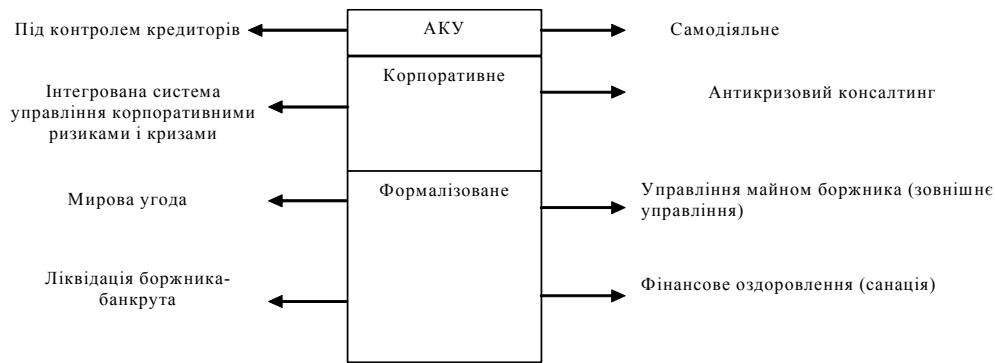 Під контролем кредиторів
АКУ
Самодіяльне
Корпоративне
Інтегрована система
управління корпоративними
ризиками і кризами
Антикризовий консалтинг
Формалізоване
Мирова угода
Управління майном боржника (зовнішнє
управління)
Ліквідація боржника-
банкрута
Фінансове оздоровлення (санація)